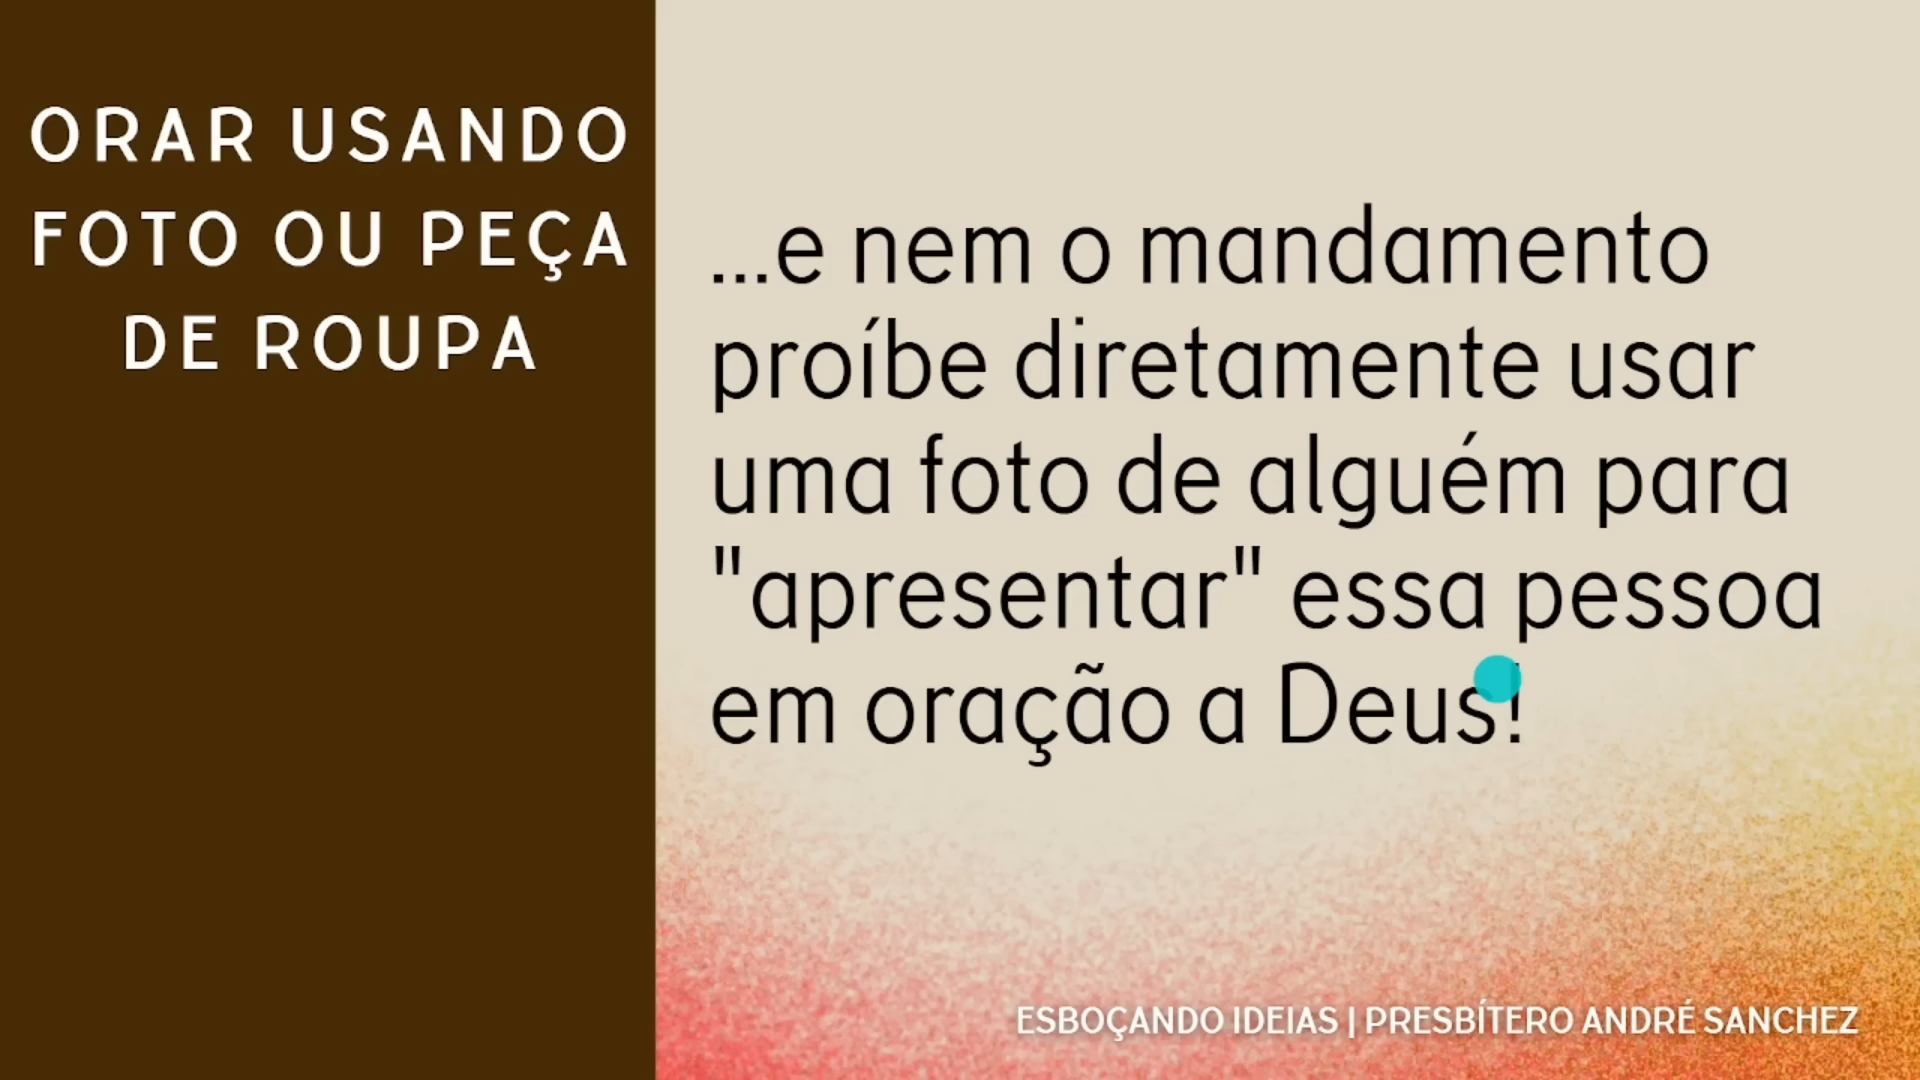 ORAR USANDO
FOTO OU PEÇA
DE ROUPA
...e nem o mandamento
proíbe diretamente usar
uma foto de alguém para
"apresentar" essa pessoa
em oração a Deus!
ESBOÇANDO IDEIAS | PRESBÍTERO ANDRÉ SANCHEZ